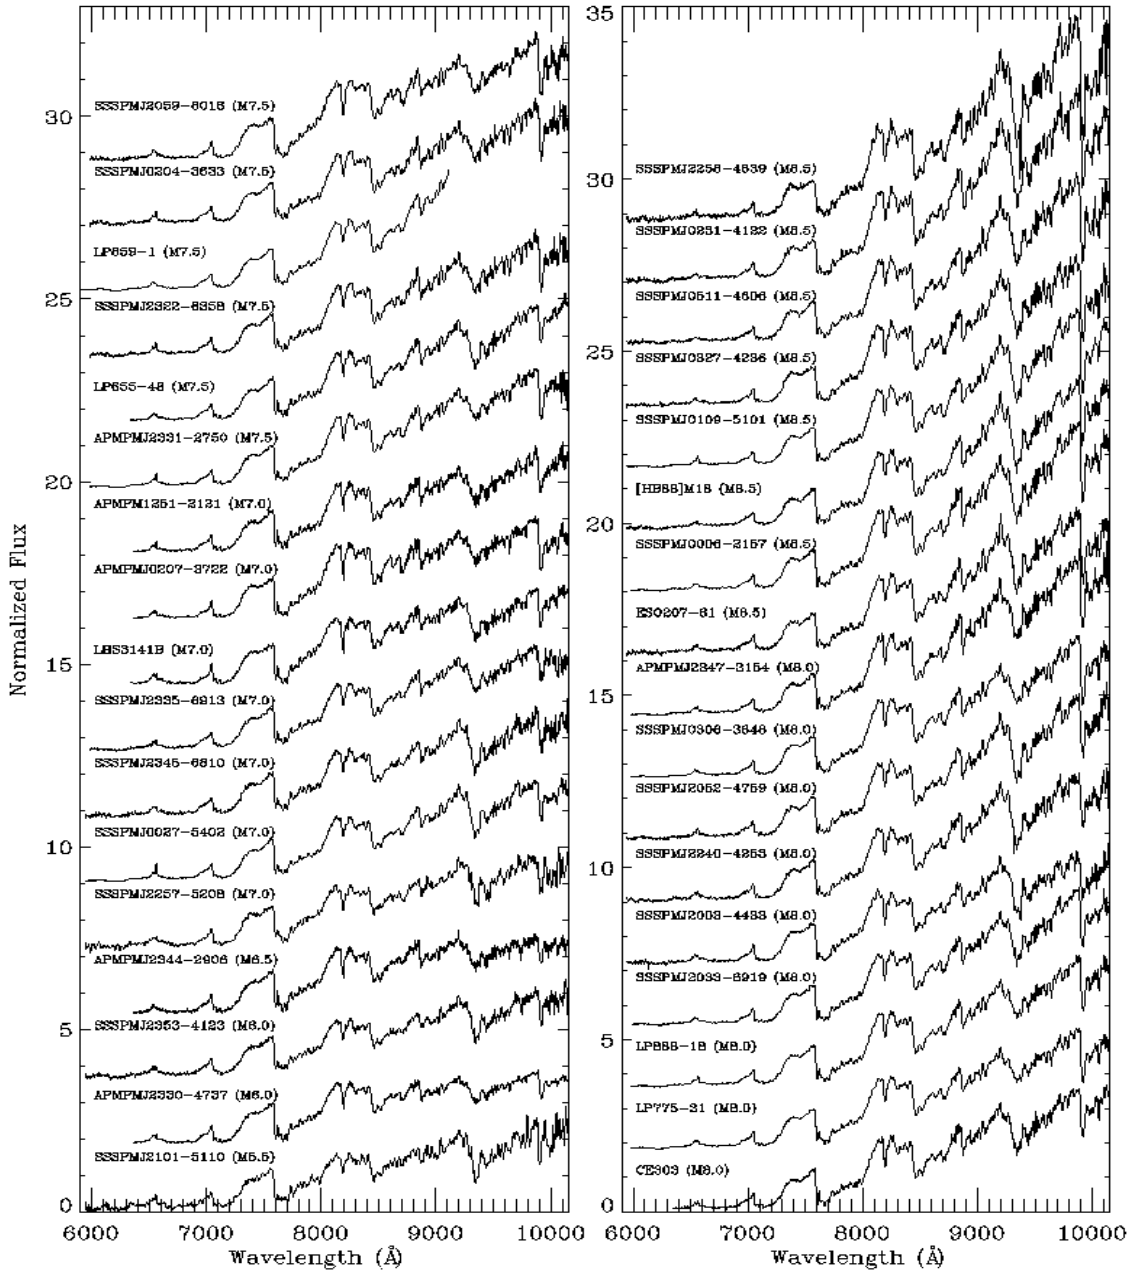 Normalized Flux
30
25
20
15
10
5
0
SSSPMJ2059-8018 (M7.5)
SSSPMJ0204-3633 (M7.5)
LP859-1 (M7.5)
SSSPMJ2322-6358 (M7.5)
LP655-48 (M7.5)
APMPMJ2331-2750 (M7.5)
APMPM1251-2121 (M7.0)
APMPMJ0207-3722 (M7.0)
LHS3141B (M7.0)
SSSPMJ2335-6913 (M7.0)
SSSPMJ2345-6810 (M7.0)
SSSPMJ0027-5402 (M7.0)
SSSPMJ2257-5208 (M7.0)
APMPMJ2344-2906 (M6.5)
SSSPMJ2353-4123 (M6.0)
APMPMJ2330-4737 (M6.0)
SSSPMJ2101-5110 (M5.5)
6000 7000 8000 9000 10000
Wavelength (Å)
35
30
25
20
15
10
5
0
SSSPMJ2258-4639 (M8.5)
SSSPMJ0231-4122 (M8.5)
SSSPMJ0511-4606 (M8.5)
SSSPMJ0327-4236 (M8.5)
SSSPMJ0109-5101 (M8.5)
[HB88]M18 (M8.5)
SSSPMJ0006-2157 (M8.5)
ESO207-61 (M8.5)
APMPMJ2347-3154 (M8.0)
SSSPMJ0306-3648 (M8.0)
SSSPMJ2052-4759 (M8.0)
SSSPMJ2240-4253 (M8.0)
SSSPMJ2003-4433 (M8.0)
SSSPMJ2033-6919 (M8.0)
LP888-18 (M8.0)
LP775-31 (M8.0)
CE303 (M8.0)
6000 7000 8000 9000 10000
Wavelength (Å)